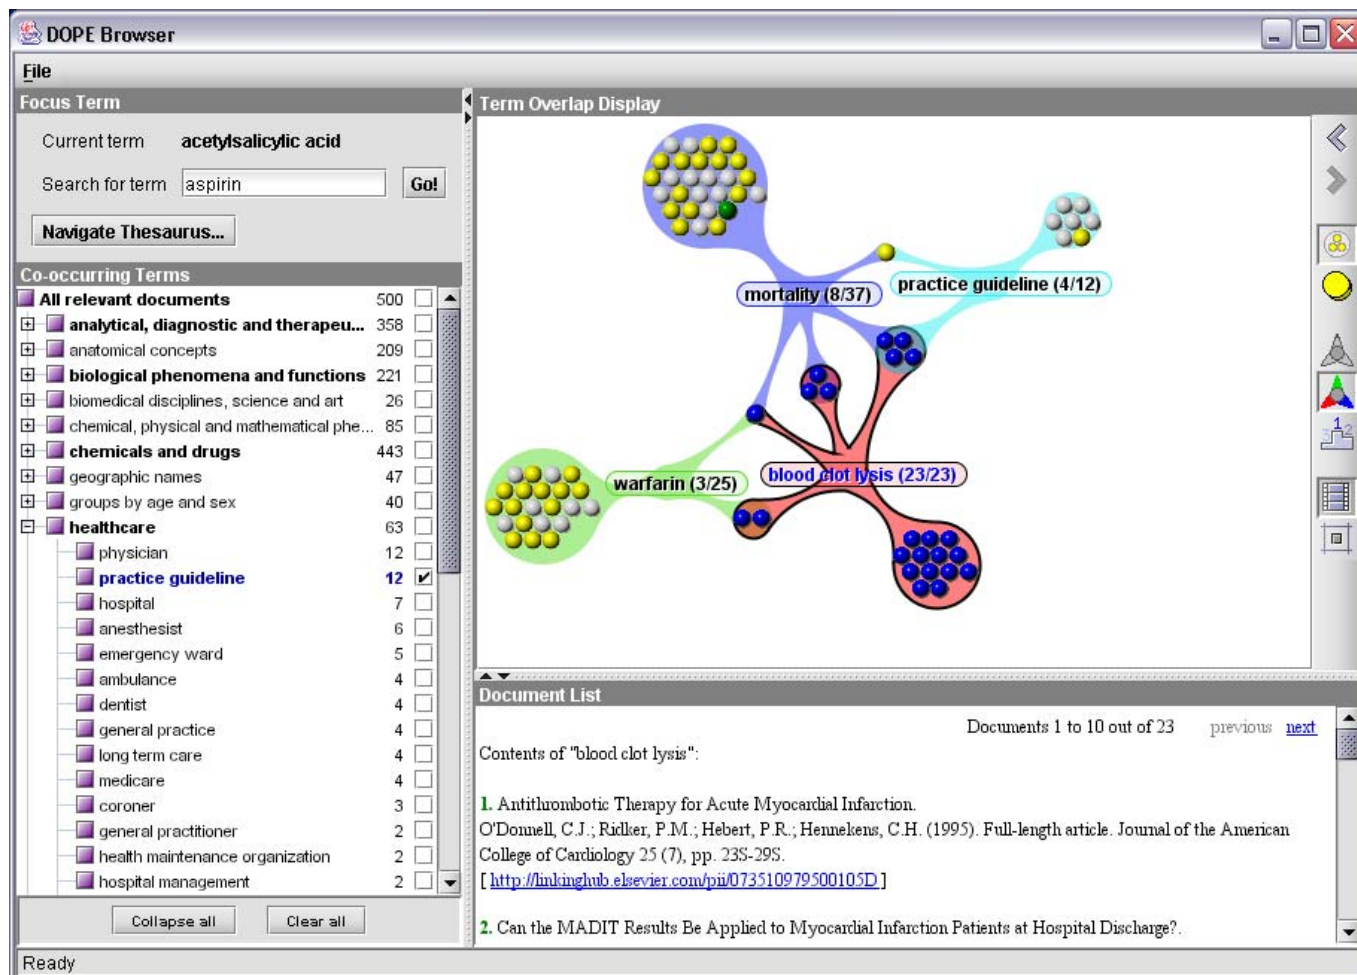 DOPE Browser
File
Focus Term
Current term acetylsalicylic acid
Search for term aspirin Go!
Navigate Thesaurus...
Co-occurring Terms
All relevant documents 500
analytical, diagnostic and therapeu... 358
anatomical concepts 209
biological phenomena and functions 221
biomedical disciplines, science and art 26
chemical, physical and mathematical phe... 85
chemicals and drugs 443
geographic names 47
groups by age and sex 40
healthcare 63
physician 12
practice guideline 12
hospital 7
anesthesist 6
emergency ward 5
ambulance 4
dentist 4
general practice 4
long term care 4
medicare 4
coroner 3
general practitioner 2
health maintenance organization 2
hospital management 2
Collapse all Clear all
Term Overlap Display
mortality (8/37)
practice guideline (4/12)
warfarin (3/25)
blood clot lysis (23/23)
3 1 2
Document List
Documents 1 to 10 out of 23 previous next
Contents of "blood clot lysis":
1. Antithrombotic Therapy for Acute Myocardial Infarction.
O'Donnell, C.J.; Ridker, P.M.; Hebert, P.R.; Hennekens, C.H. (1995). Full-length article. Journal of the American
College of Cardiology 25 (7), pp. 23S-29S.
[ http://linkinghub.elsevier.com/pii/073510979500105D ]
2. Can the MADIT Results Be Applied to Myocardial Infarction Patients at Hospital Discharge?.
Ready